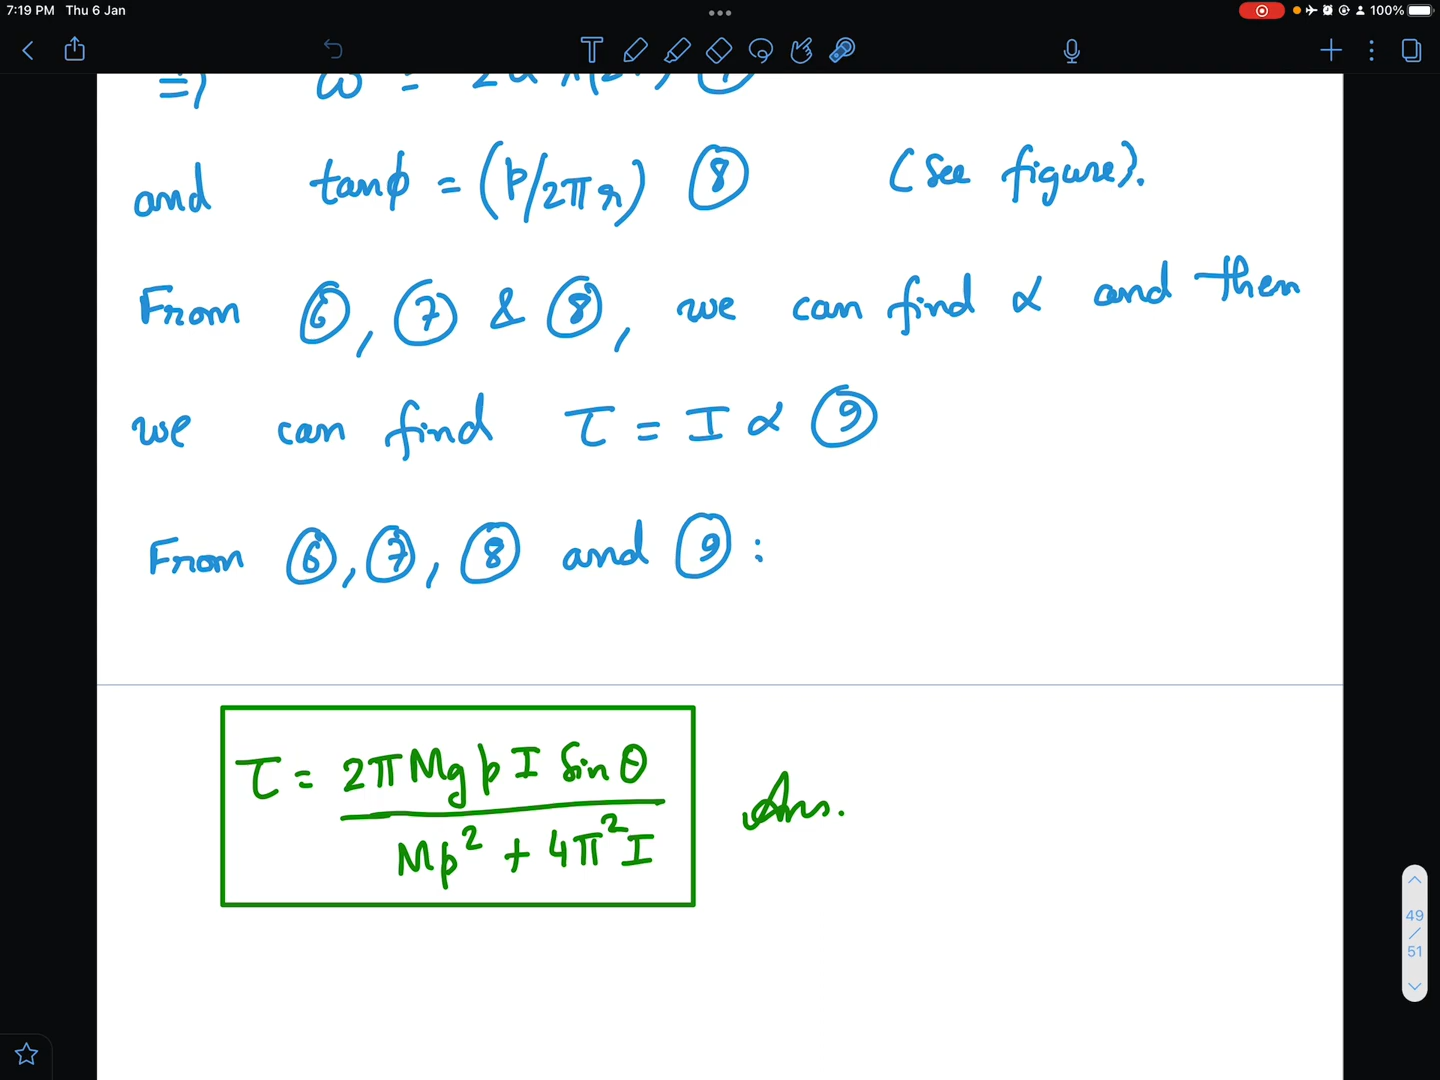 7:19 PM Thu 6 Jan
100%
=) ω =
and tanϕ = (p/2πr) ⑧ (See figure).
From ⑥, ⑦ & ⑧, we can find α and then
we can find τ = I α ⑨
From ⑥, ⑦, ⑧ and ⑨ :
τ = 2πMgpI Sinθ / Mp² + 4π²I Ans.
49
/
51